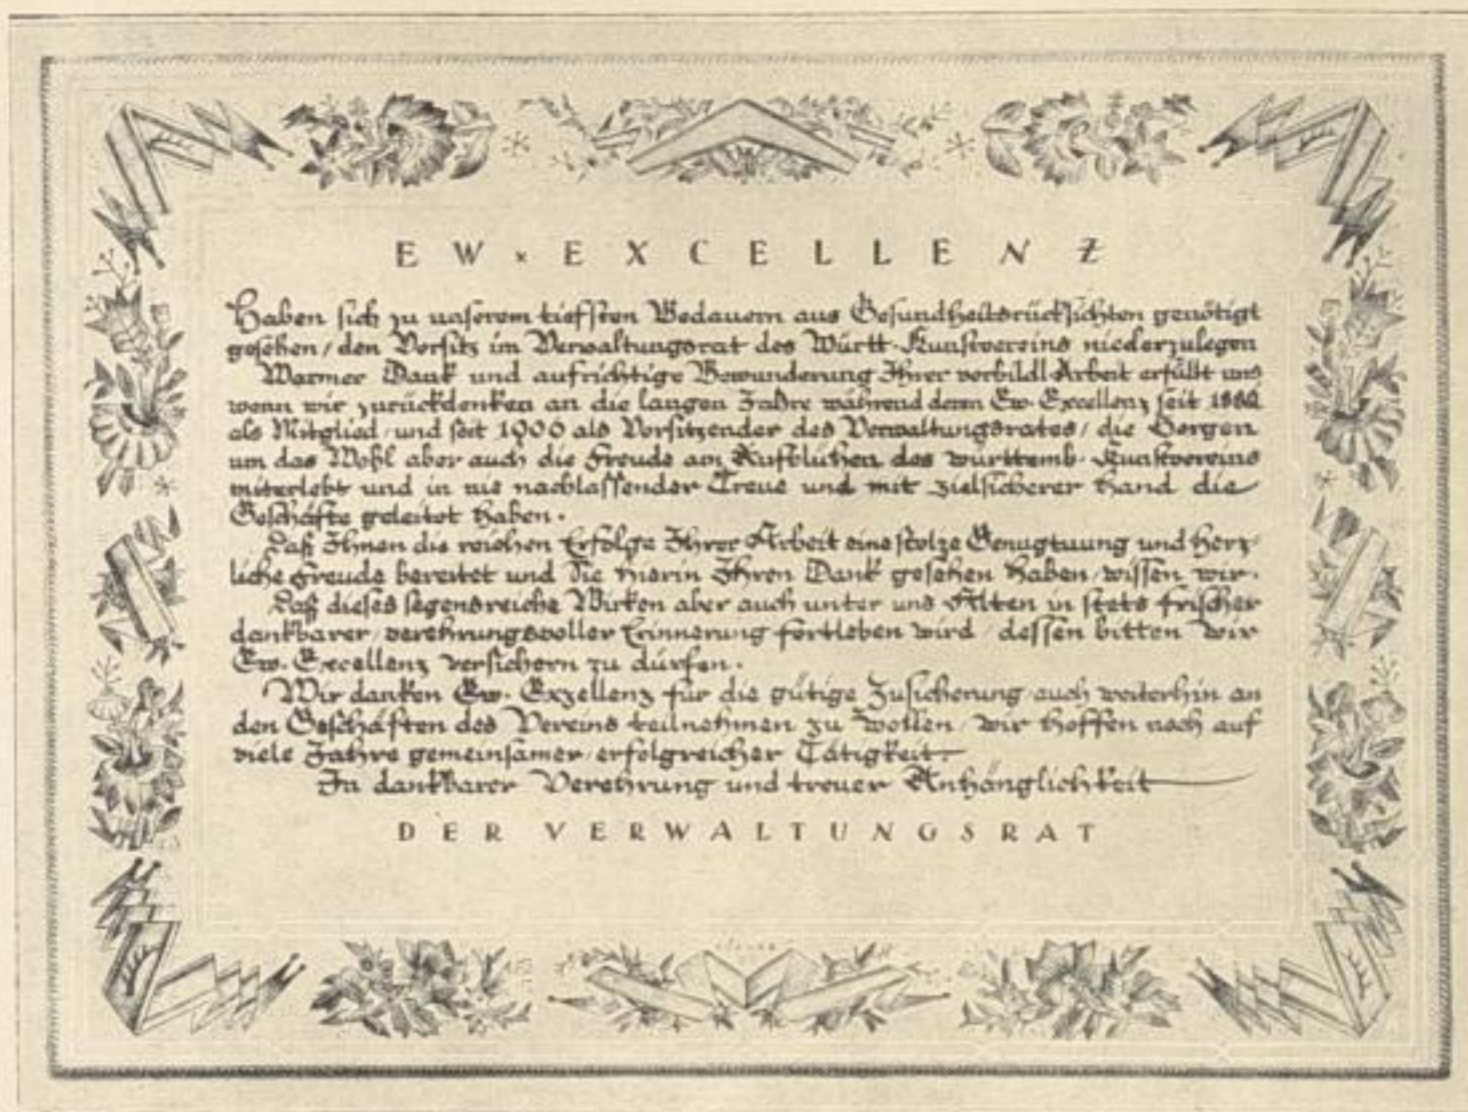 EW. EXCELLENZ
Haben sich zu unserem tiefsten Bedauern aus Gesundheitsrücksichten genötigt
gesehen / den Vorsitz im Verwaltungsrat des Württ. Kunstvereins niederzulegen
Warmer Dank und aufrichtige Bewunderung Ihrer vorbildl. Arbeit erfüllt uns
wenn wir zurückdenken an die langen Jahre während deren Ew. Excellenz seit
als Mitglied und seit 1906 als Vorsitzender des Verwaltungsrates / die Sorgen
um das Wohl aber auch die Freude am Aufblühen des württemb. Kunstvereins
miterlebt und in nie nachlassender Treue und mit zielsicherer Hand die
Geschäfte geleitet haben.
Daß Ihnen die reichen Erfolge Ihrer Arbeit eine stolze Genugtuung und herz-
liche Freude bereitet und Sie hierin Ihren Dank gesehen haben / wissen wir.
Daß dieses segensreiche Wirken aber auch unter uns Allen in stets frischer
dankbarer / verehrungsvoller Erinnerung fortleben wird / dessen bitten wir
Ew. Excellenz versichern zu dürfen.
Wir danken Ew. Exzellenz für die gütige Zusicherung auch weiterhin an
den Geschäften des Vereins teilnehmen zu wollen / wir hoffen noch auf
viele Jahre gemeinsamer erfolgreicher Tätigkeit.
In dankbarer Verehrung und treuer Anhänglichkeit
DER VERWALTUNGSRAT